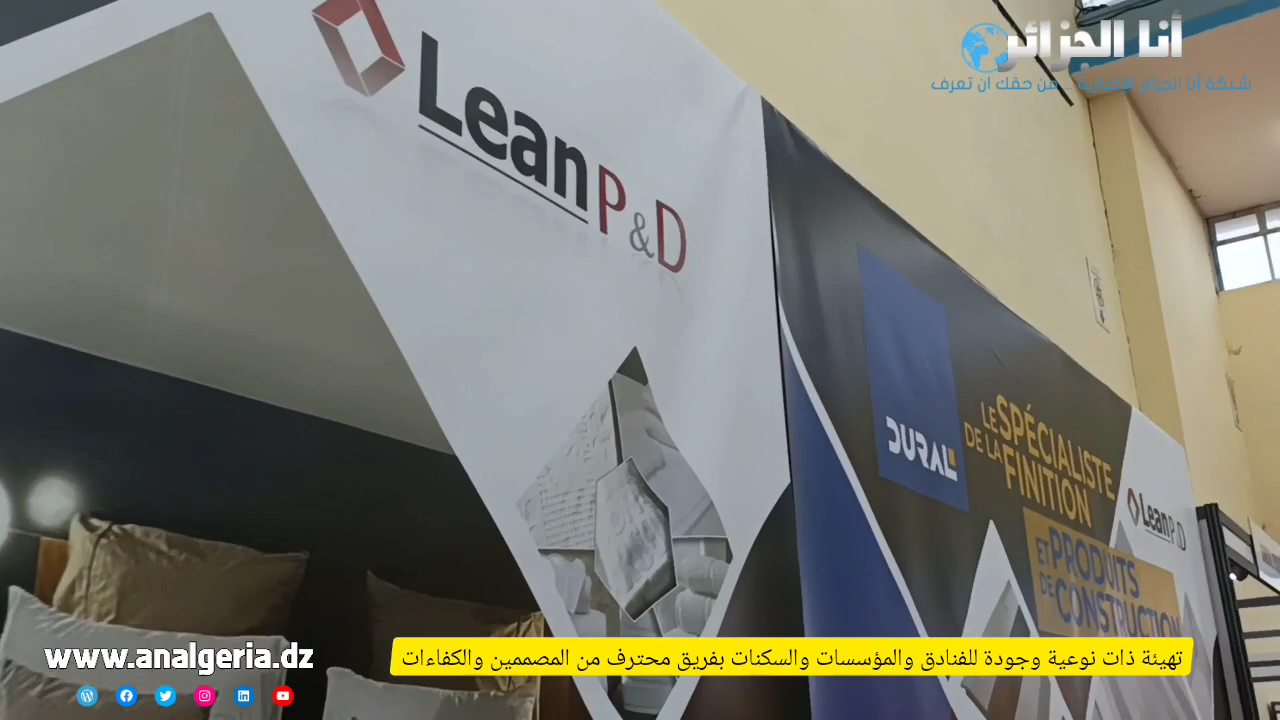 أنا الجزائر
شبكة أنا الجزائر الإخبارية .. من حقك ان تعرف
Lean P&D
DURAL
LE SPÉCIALISTE
DE LA FINITION
ET PRODUITS
DE CONSTRUCTION
Lean P&D
تهيئة ذات نوعية وجودة للفنادق والمؤسسات والسكنات بفريق محترف من المصممين والكفاءات
www.analgeria.dz